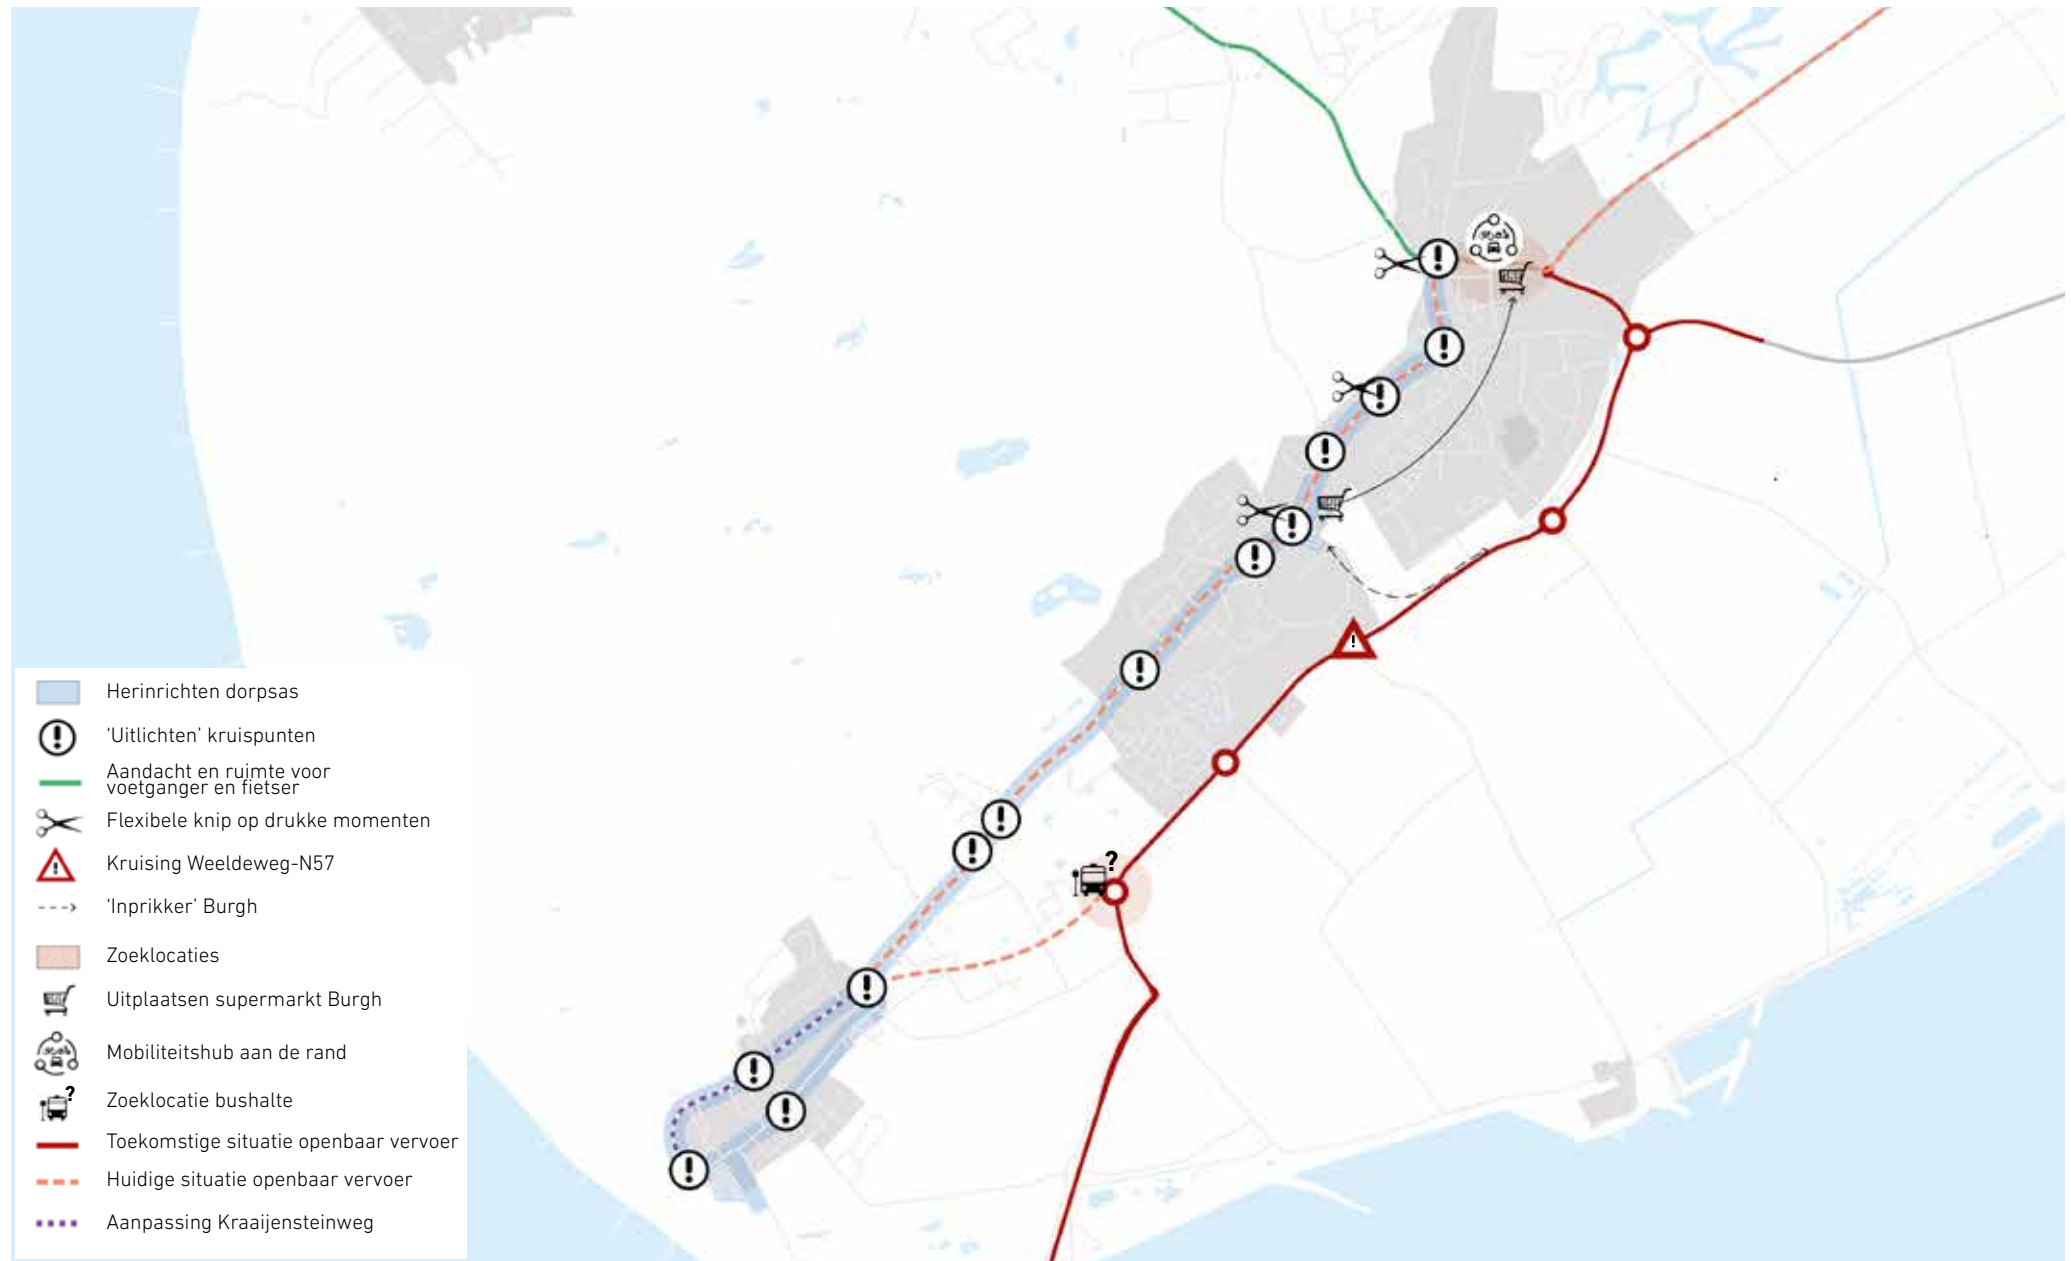 Herinrichten dorpsas
‘Uitlichten’ kruispunten
Aandacht en ruimte voor
voetganger en fietser
Flexibele knip op drukke momenten
Kruising Weeldeweg-N57
‘Inprikker’ Burgh
Zoeklocaties
Uitplaatsen supermarkt Burgh
Mobiliteitshub aan de rand
Zoeklocatie bushalte
Toekomstige situatie openbaar vervoer
Huidige situatie openbaar vervoer
Aanpassing Kraaijensteinweg